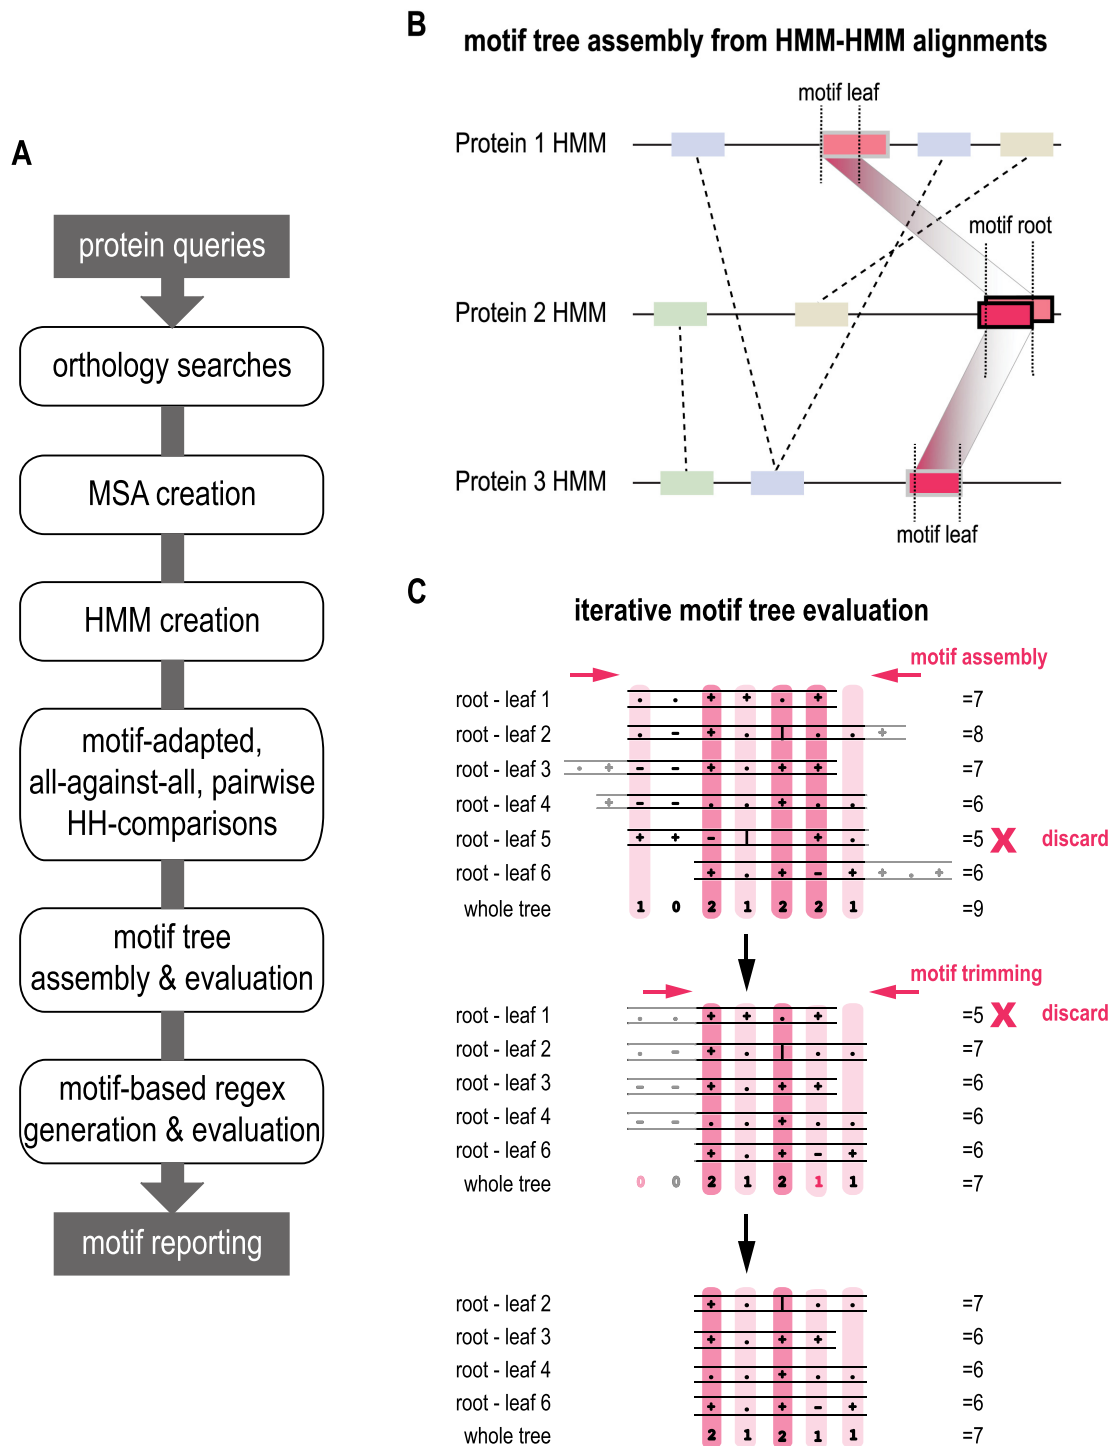 A
protein queries
orthology searches
MSA creation
HMM creation
motif-adapted,
all-against-all, pairwise
HH-comparisons
motif tree
assembly & evaluation
motif-based regex
generation & evaluation
motif reporting
B
motif tree assembly from HMM-HMM alignments
motif leaf
Protein 1 HMM
motif root
Protein 2 HMM
Protein 3 HMM
motif leaf
C
iterative motif tree evaluation
motif assembly
root - leaf 1 . . + + . + =7
root - leaf 2 . - + . | . . + =8
root - leaf 3 . + - - + . + + =7
root - leaf 4 + - - . . + . . =6
root - leaf 5 + + - | | + . =5 X discard
root - leaf 6 + . + - + + . + =6
whole tree 1 0 2 1 2 2 1 =9
motif trimming
root - leaf 1 . . + + . + =5 X discard
root - leaf 2 . - + . | . . =7
root - leaf 3 - - + . + + =6
root - leaf 4 - - . . + . . =6
root - leaf 6 + . + - + =6
whole tree 0 0 2 1 2 1 1 =7
root - leaf 2 + . | . . =7
root - leaf 3 + . + + =6
root - leaf 4 . . + . . =6
root - leaf 6 + . + - + =6
whole tree 2 1 2 1 1 =7